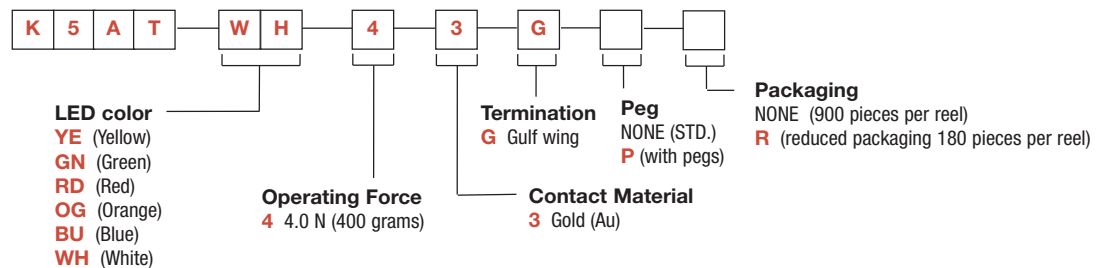 K 5 A T W H 4 3 G
LED color
YE (Yellow)
GN (Green)
RD (Red)
OG (Orange)
BU (Blue)
WH (White)
Operating Force
4 4.0 N (400 grams)
Termination
G Gulf wing
Contact Material
3 Gold (Au)
Peg
NONE (STD.)
P (with pegs)
Packaging
NONE (900 pieces per reel)
R (reduced packaging 180 pieces per reel)